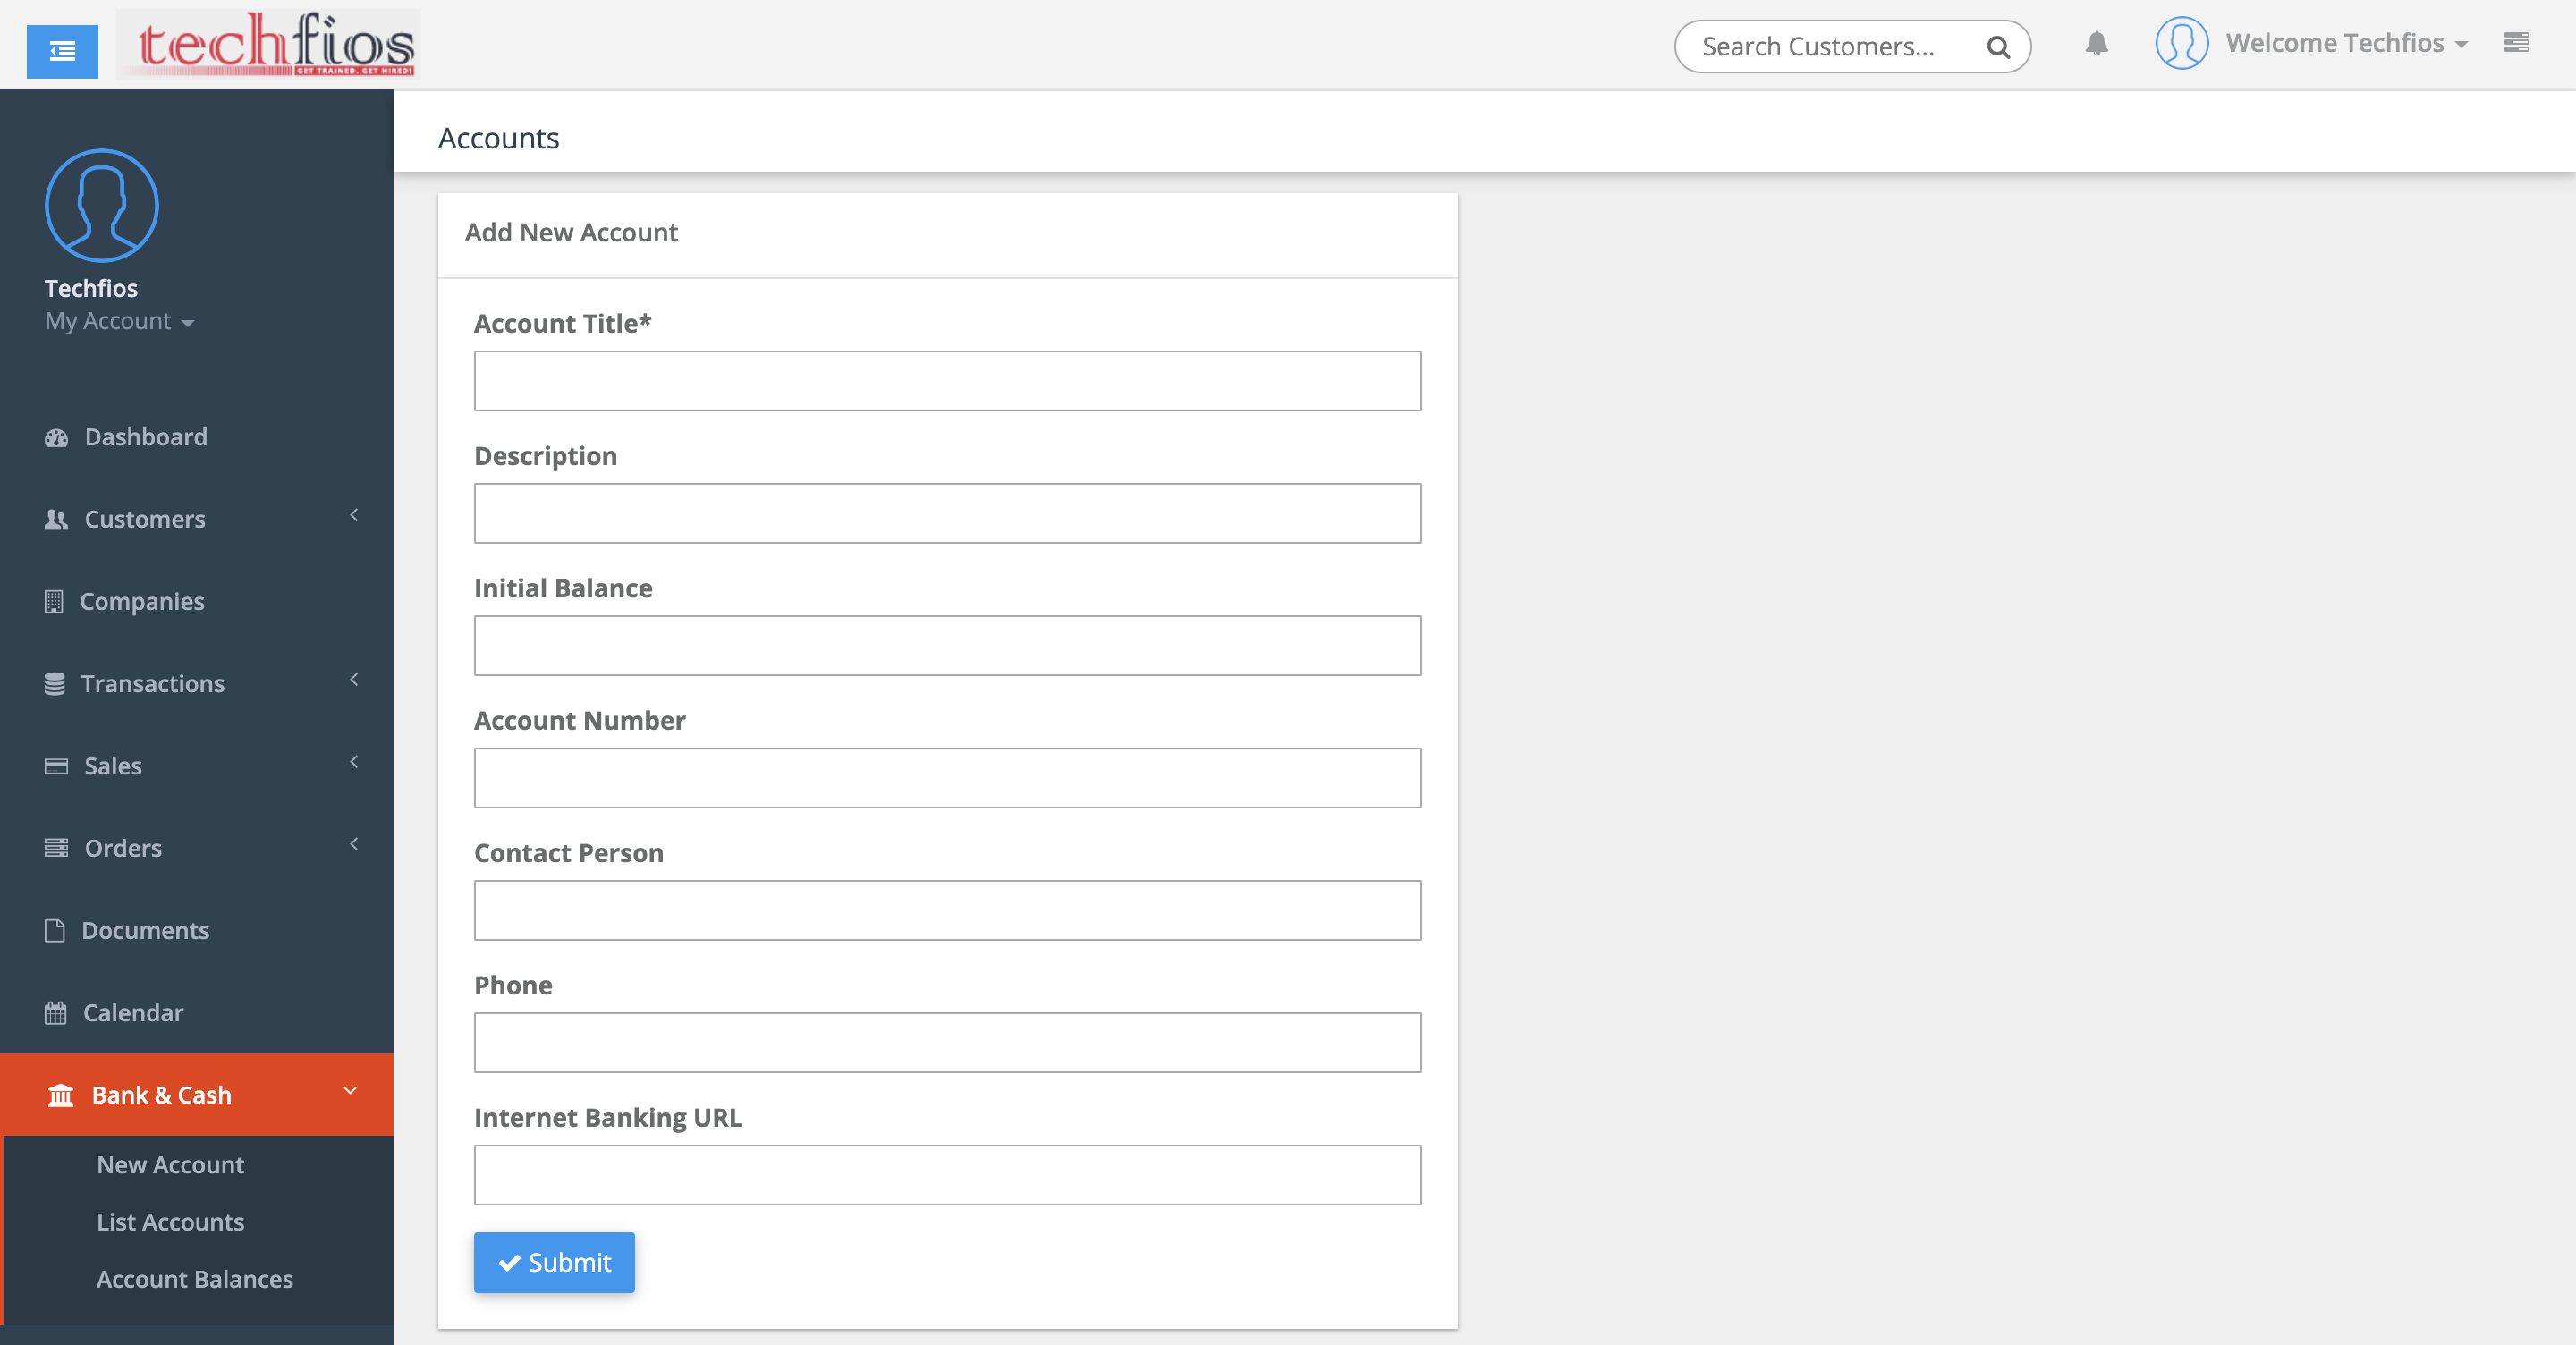 techfios
GET TRAINED. GET HIRED!
Search Customers...
Welcome Techfios
Techfios
My Account
Dashboard
Customers
Companies
Transactions
Sales
Orders
Documents
Calendar
Bank & Cash
New Account
List Accounts
Account Balances
Accounts
Add New Account
Account Title*
Description
Initial Balance
Account Number
Contact Person
Phone
Internet Banking URL
Submit